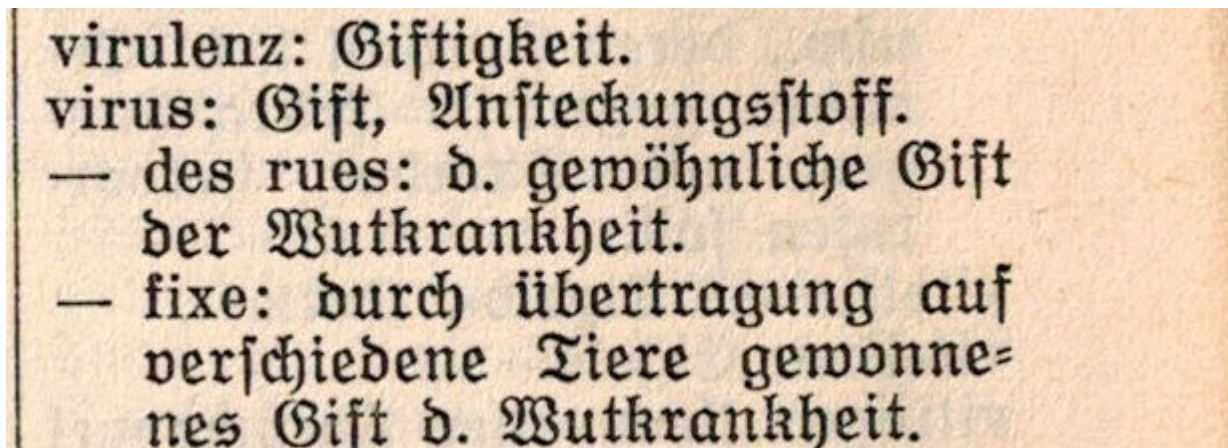 virulenz: Giftigkeit.
virus: Gift, Anſteckungsſtoff.
— des rues: d. gewöhnliche Gift
der Wutkrankheit.
— fixe: durch übertragung auf
verſchiedene Tiere gewonne⸗
nes Gift d. Wutkrankheit.